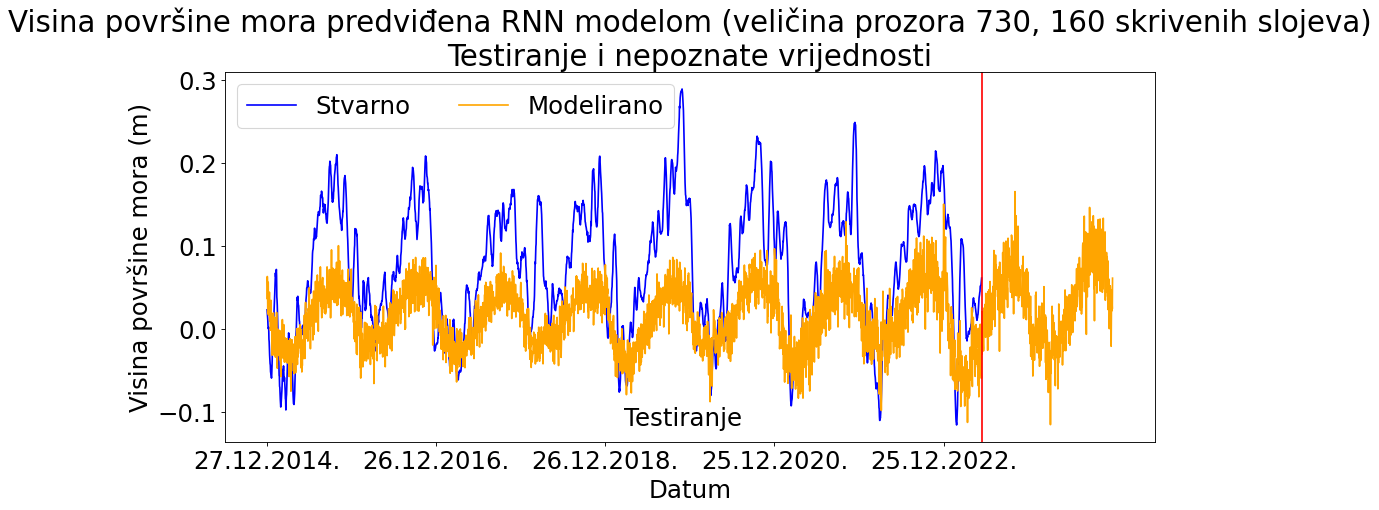 Visina površine mora predviđena RNN modelom (veličina prozora 730, 160 skrivenih slojeva)
Testiranje i nepoznate vrijednosti
Stvarno
Modelirano
Visina površine mora (m)
0.3
0.2
0.1
0.0
−0.1
Testiranje
27.12.2014.
26.12.2016.
26.12.2018.
25.12.2020.
25.12.2022.
Datum